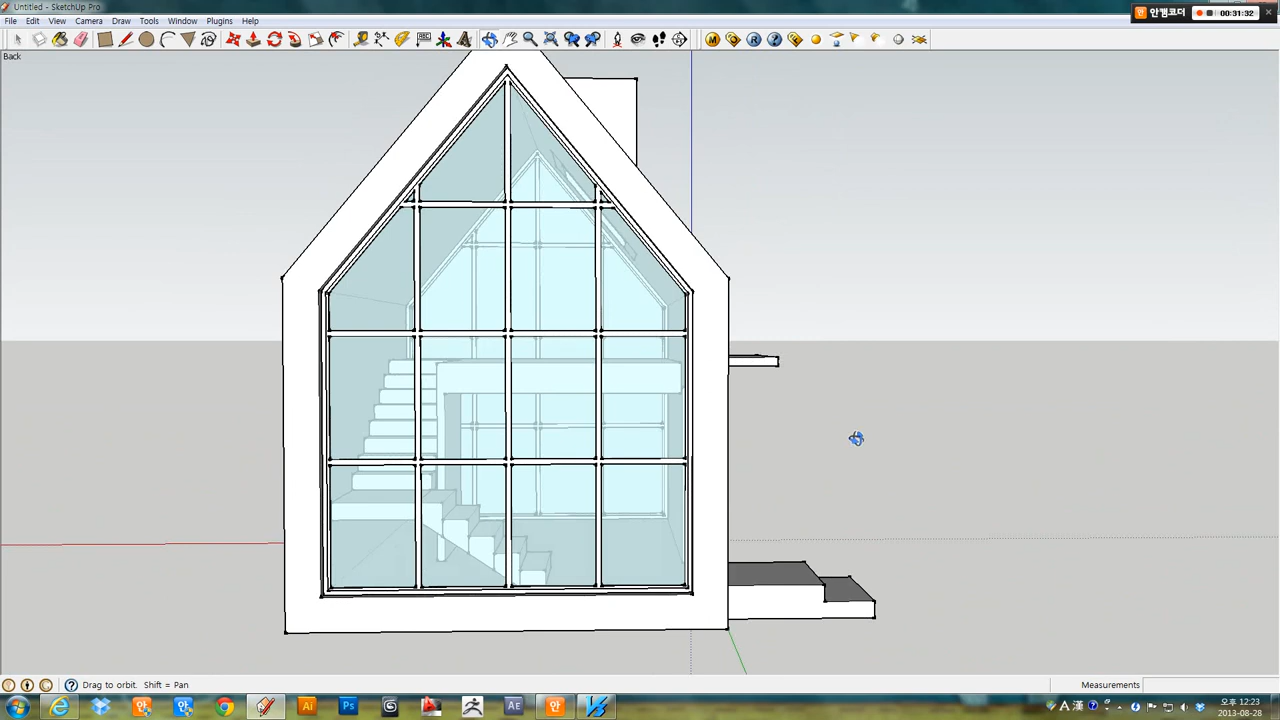 Untitled - SketchUp Pro
안캠코더
00:31:32
File Edit View Camera Draw Tools Window Plugins Help
Back
Drag to orbit. Shift = Pan
Measurements
A 漢
오후 12:23
2013-08-28